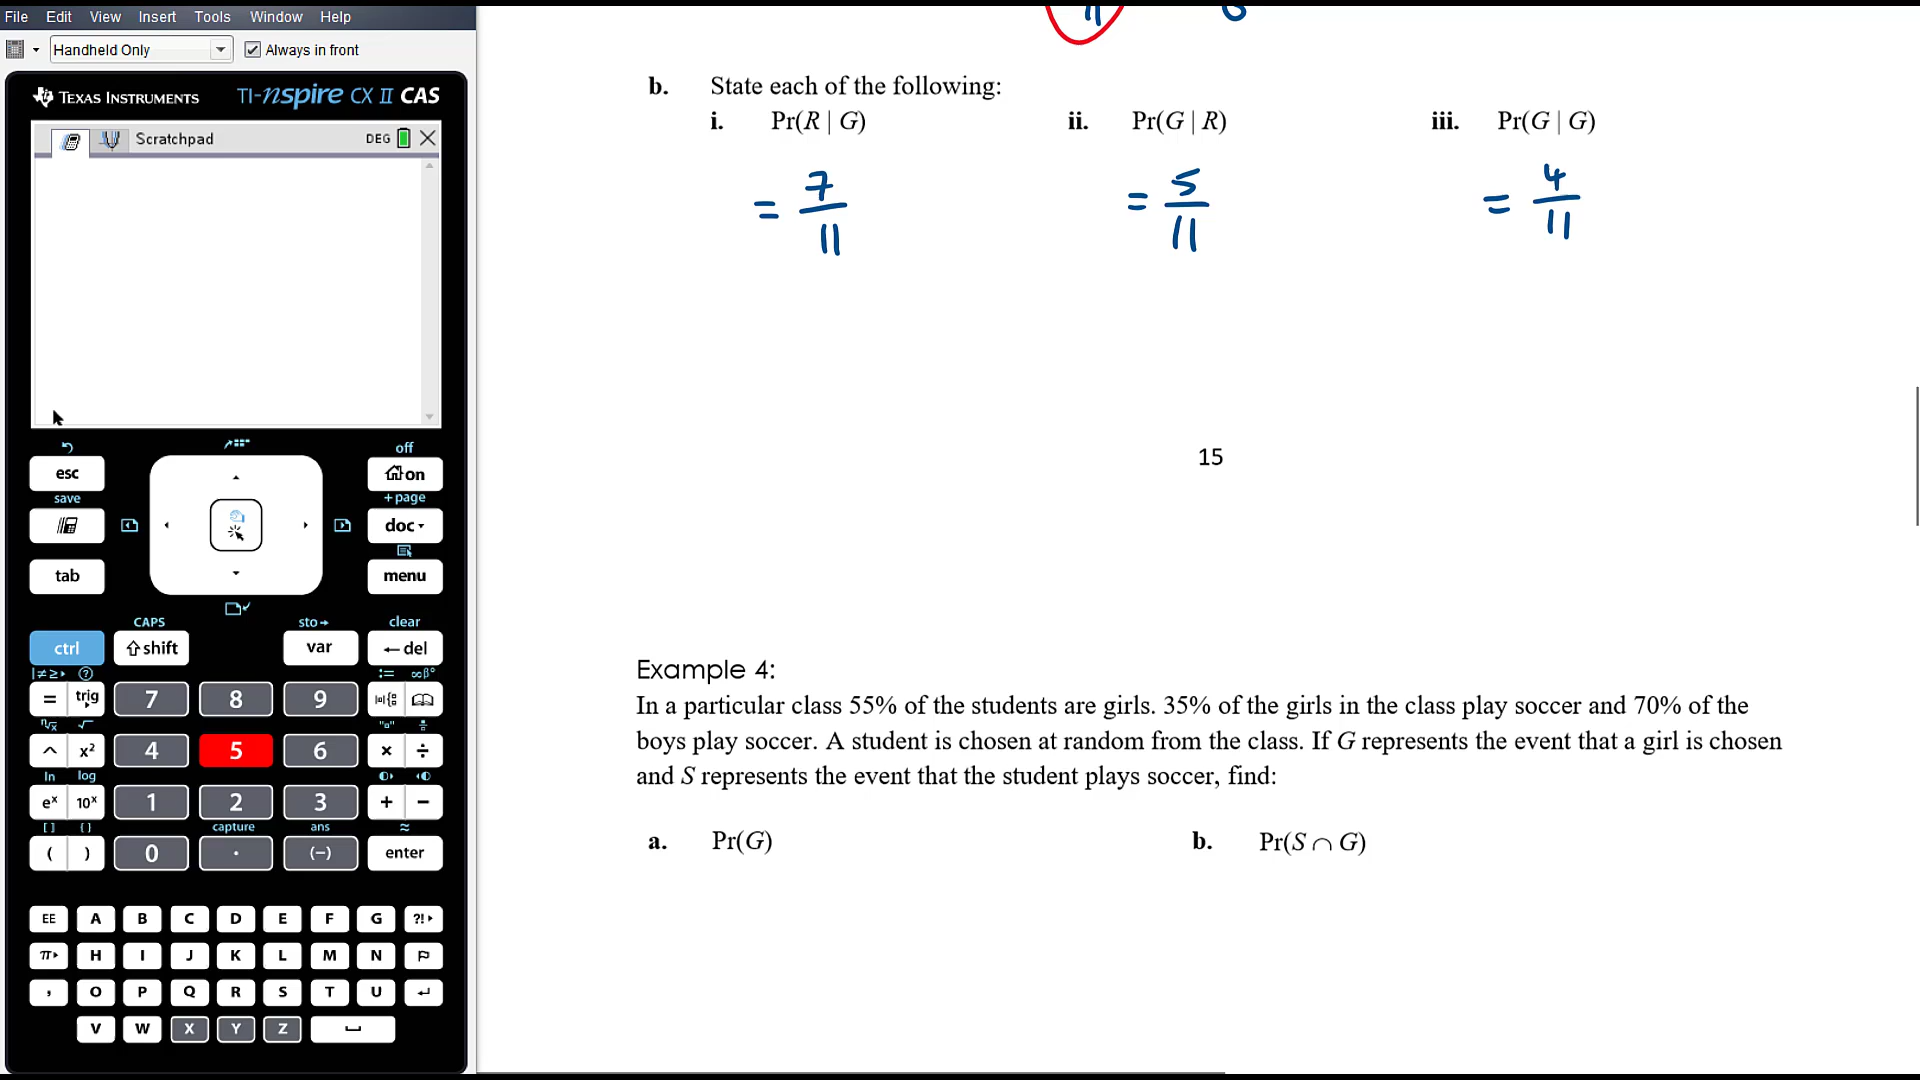 File Edit View Insert Tools Window Help
Handheld Only Always in front
TEXAS INSTRUMENTS TI-nspire CX II CAS
Scratchpad DEG
off
esc on
save + page
doc
tab menu
CAPS sto→ clear
ctrl ⇧shift var ←del
|≠≥▸ ? := ∞β°
= trig 7 8 9
ⁿ√x √ "□"
^ x² 4 5 6 × ÷
ln log
eˣ 10ˣ 1 2 3 + −
[ ] { } capture ans ≈
( ) 0 . (−) enter
EE A B C D E F G ?!▸
π▸ H I J K L M N
, O P Q R S T U ↵
V W X Y Z
b. State each of the following:
i. Pr(R | G) ii. Pr(G | R) iii. Pr(G | G)
= 7/11 = 5/11 = 4/11
15
Example 4:
In a particular class 55% of the students are girls. 35% of the girls in the class play soccer and 70% of the
boys play soccer. A student is chosen at random from the class. If G represents the event that a girl is chosen
and S represents the event that the student plays soccer, find:
a. Pr(G) b. Pr(S ∩ G)